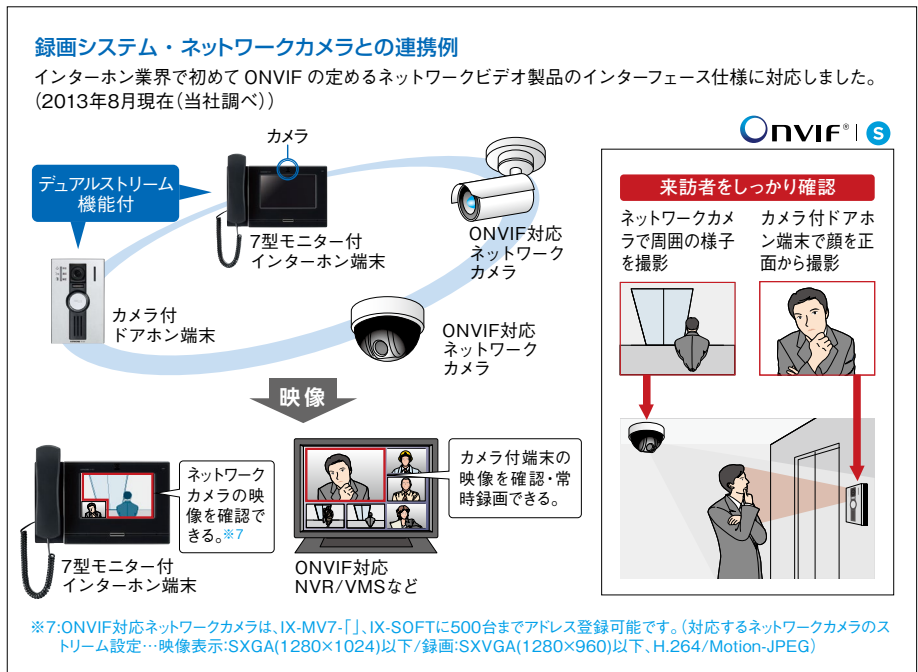 録画システム・ネットワークカメラとの連携例
インターホン業界で初めて ONVIF の定めるネットワークビデオ製品のインターフェース仕様に対応しました。
(2013年8月現在(当社調べ))
ONVIF® | S
カメラ
デュアルストリーム
機能付
7型モニター付
インターホン端末
ONVIF対応
ネットワーク
カメラ
カメラ付
ドアホン端末
ONVIF対応
ネットワーク
カメラ
映像
ネットワーク
カメラの映
像を確認で
きる。※7
7型モニター付
インターホン端末
カメラ付端末の
映像を確認・常
時録画できる。
ONVIF対応
NVR/VMSなど
来訪者をしっかり確認
ネットワークカメ
ラで周囲の様子
を撮影
カメラ付ドアホ
ン端末で顔を正
面から撮影
※7:ONVIF対応ネットワークカメラは、IX-MV7-「」、IX-SOFTに500台までアドレス登録可能です。(対応するネットワークカメラのス
トリーム設定…映像表示:SXGA(1280×1024)以下/録画:SXVGA(1280×960)以下、H.264/Motion-JPEG)